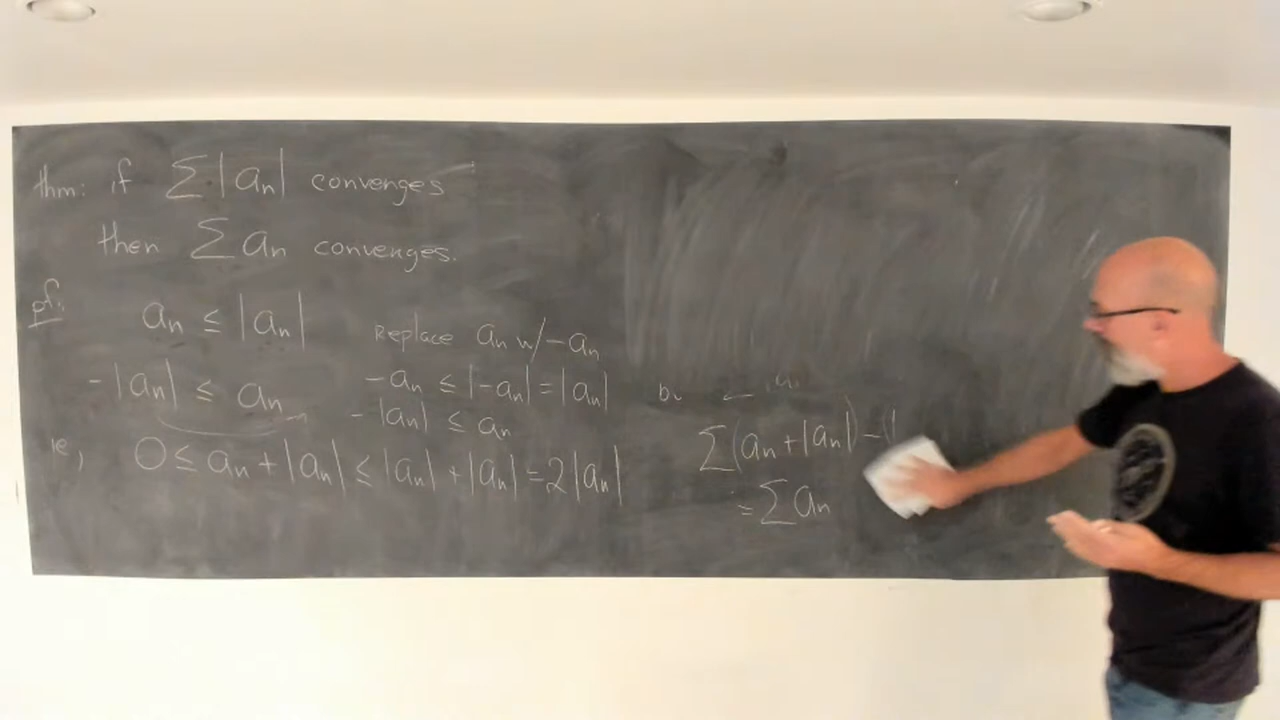 thm: if ∑|an| converges
then ∑an converges.
pf:
an ≤ |an|
Replace an w/ -an
-|an| ≤ an
-an ≤ |-an| = |an|
-|an| ≤ an
ie, 0 ≤ an + |an| ≤ |an| + |an| = 2|an|
∑(an + |an|) -
= ∑an